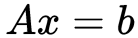 Ax = b